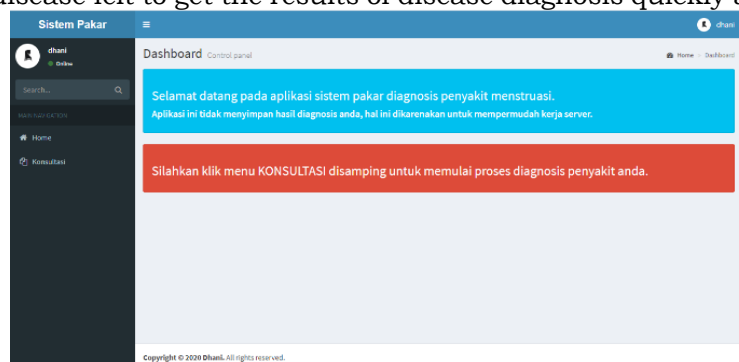 isease felt to get the results of disease diagnosis quickly
Sistem Pakar
dhani
dhani
Online
Dashboard Control panel
Home > Dashboard
Search...
MAIN NAVIGATION
Home
Konsultasi
Selamat datang pada aplikasi sistem pakar diagnosis penyakit menstruasi.
Aplikasi ini tidak menyimpan hasil diagnosis anda, hal ini dikarenakan untuk mempermudah kerja server.
Silahkan klik menu KONSULTASI disamping untuk memulai proses diagnosis penyakit anda.
Copyright © 2020 Dhani. All rights reserved.